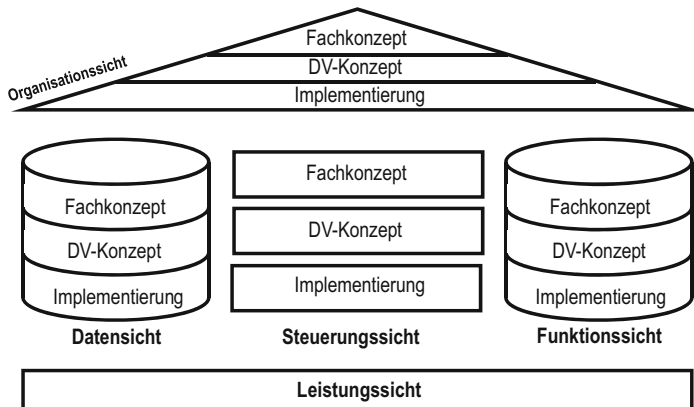 Fachkonzept
DV-Konzept
Implementierung
Organisationssicht
Fachkonzept
DV-Konzept
Implementierung
Datensicht
Fachkonzept
DV-Konzept
Implementierung
Steuerungssicht
Fachkonzept
DV-Konzept
Implementierung
Funktionssicht
Leistungssicht